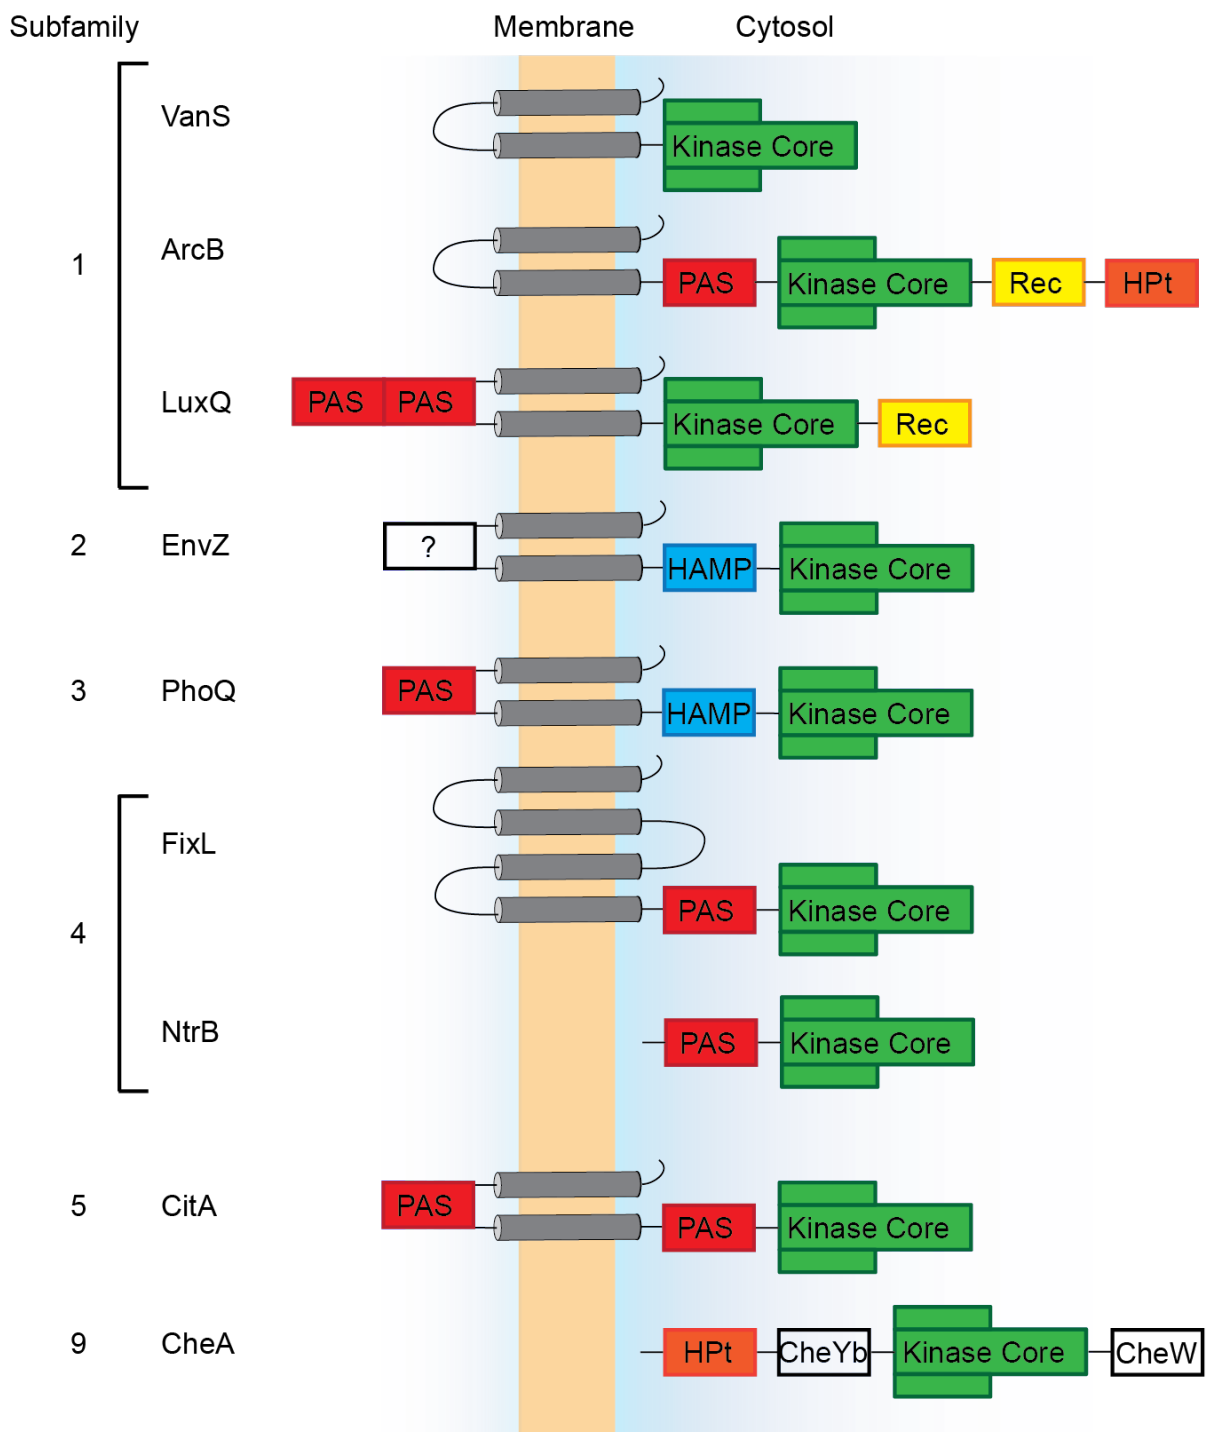 Subfamily Membrane Cytosol
VanS
Kinase Core
1
ArcB
PAS Kinase Core Rec HPt
LuxQ
PAS PAS
Kinase Core Rec
2 EnvZ ?
HAMP Kinase Core
3 PhoQ PAS
HAMP Kinase Core
4
FixL
PAS Kinase Core
NtrB
PAS Kinase Core
5 CitA PAS
PAS Kinase Core
9 CheA
HPt CheYb Kinase Core CheW